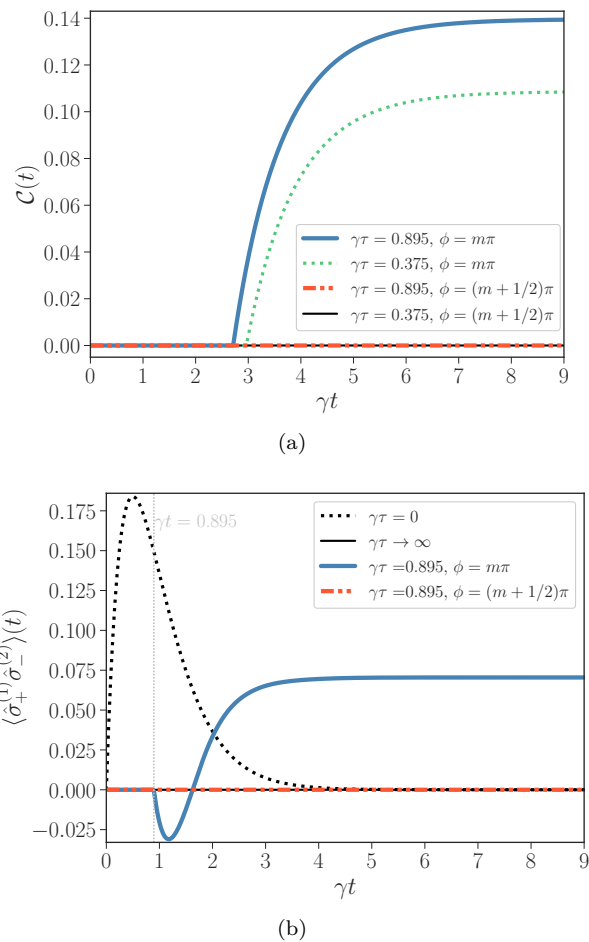 0.14
0.12
0.10
0.08
0.06
0.04
0.02
0.00
C(t)
γτ = 0.895, φ = mπ
γτ = 0.375, φ = mπ
γτ = 0.895, φ = (m + 1/2)π
γτ = 0.375, φ = (m + 1/2)π
0 1 2 3 4 5 6 7 8 9
γt
(a)
0.175
0.150
0.125
0.100
0.075
0.050
0.025
0.000
−0.025
⟨σ̂₊⁽¹⁾σ̂₋⁽²⁾⟩(t)
γt = 0.895
γτ = 0
γτ → ∞
γτ =0.895, φ = mπ
γτ =0.895, φ = (m + 1/2)π
0 1 2 3 4 5 6 7 8 9
γt
(b)